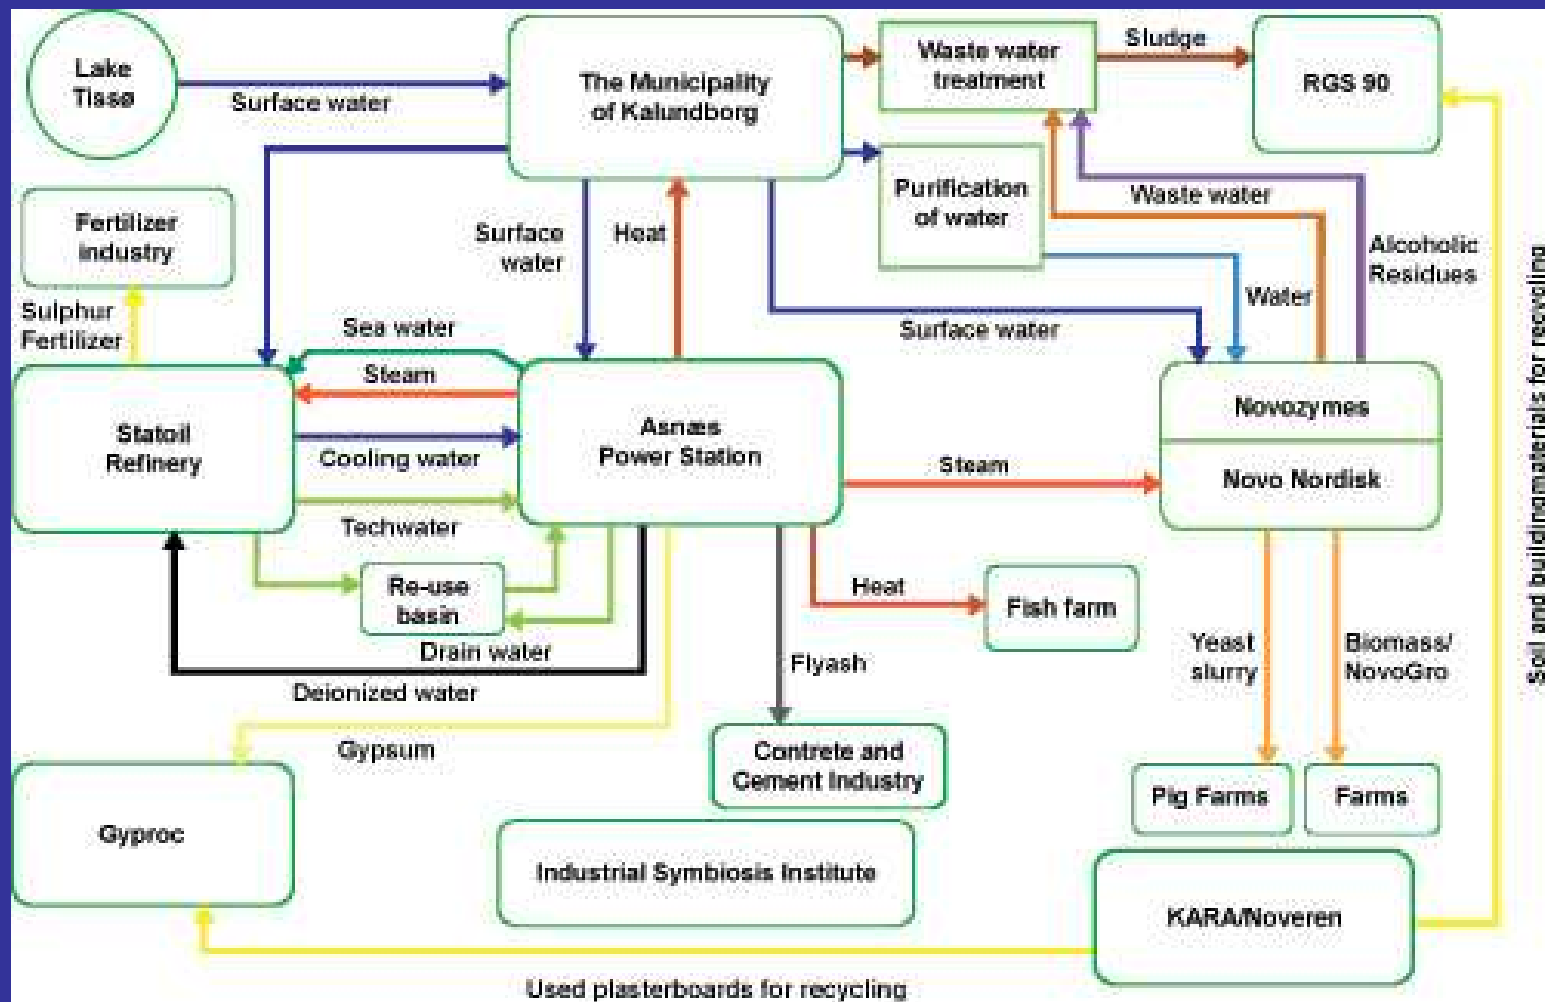 Lake
Tissø
Surface water
The Municipality
of Kalundborg
Waste water
treatment
Sludge
RGS 90
Fertilizer
industry
Surface
water
Heat
Purification
of water
Waste water
Alcoholic
Residues
Water
Sulphur
Fertilizer
Sea water
Surface water
Steam
Statoil
Refinery
Cooling water
Asnæs
Power Station
Steam
Novozymes
Novo Nordisk
Techwater
Re-use
basin
Heat
Fish farm
Drain water
Deionized water
Flyash
Yeast
slurry
Biomass/
NovoGro
Gypsum
Contrete and
Cement Industry
Pig Farms
Farms
Gyproc
Industrial Symbiosis Institute
KARA/Noveren
Used plasterboards for recycling
Soil and buildingmaterials for recycling